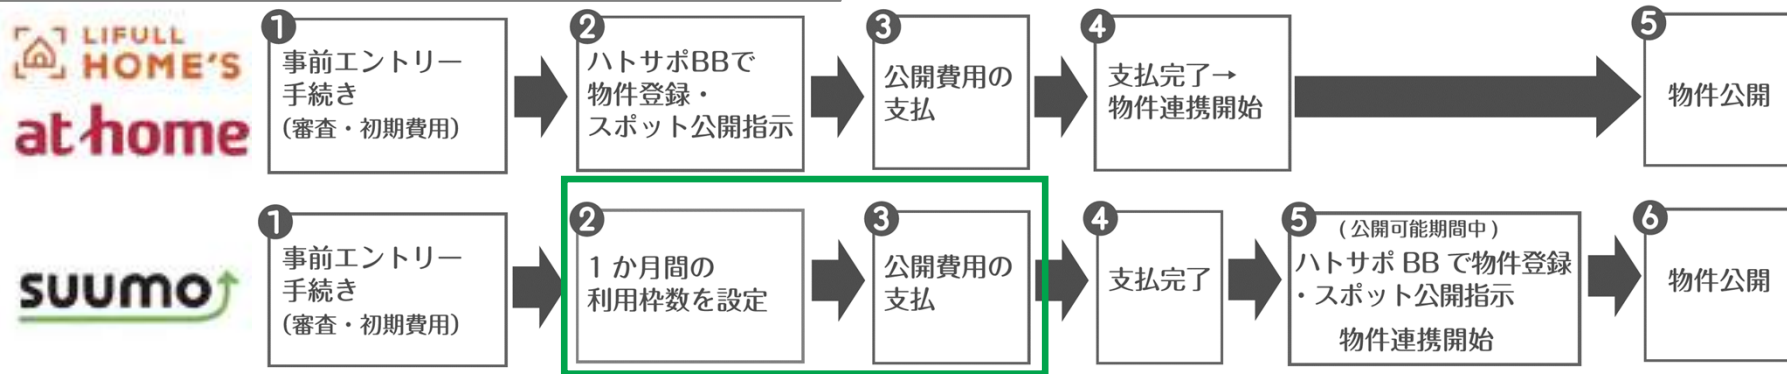 LIFULL
HOME'S
at home
1
事前エントリー
手続き
(審査・初期費用)
2
ハトサポBBで
物件登録・
スポット公開指示
3
公開費用の
支払
4
支払完了→
物件連携開始
5
物件公開
suumo
1
事前エントリー
手続き
(審査・初期費用)
2
1か月間の
利用枠数を設定
3
公開費用の
支払
4
支払完了
5
(公開可能期間中)
ハトサポ BB で物件登録
・スポット公開指示
物件連携開始
6
物件公開